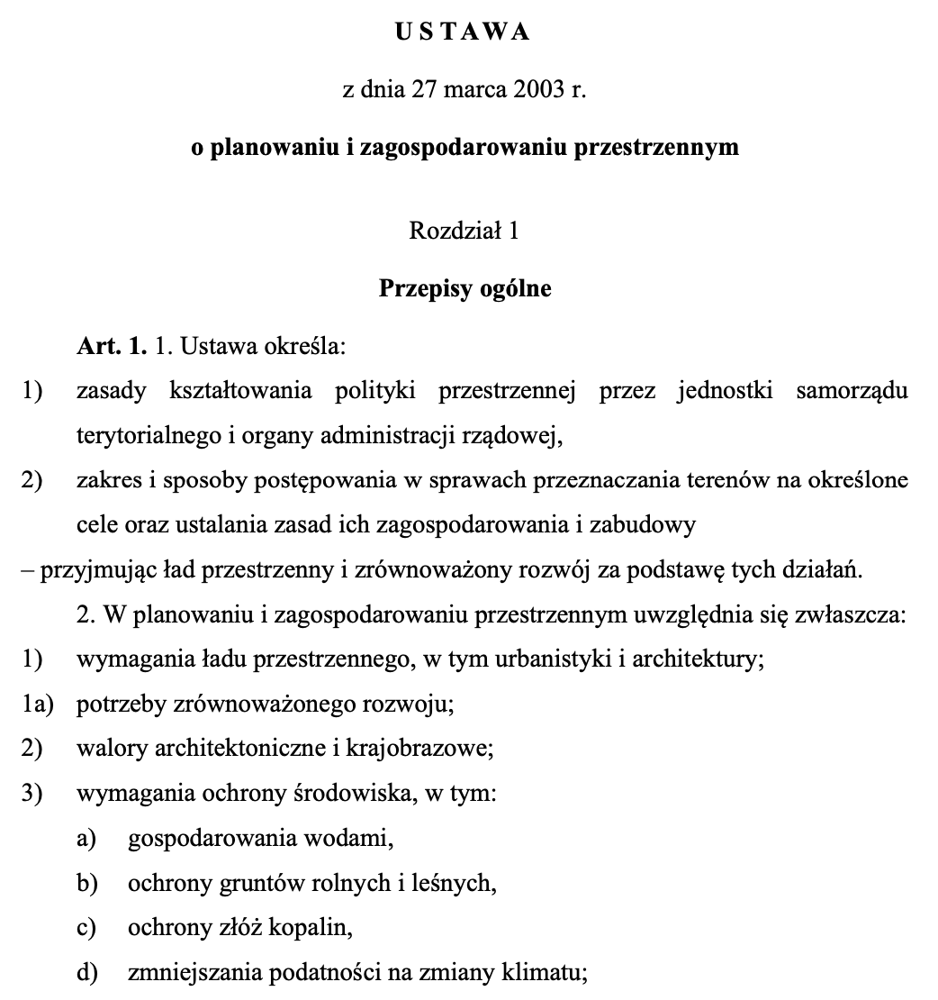 USTAWA
z dnia 27 marca 2003 r.
o planowaniu i zagospodarowaniu przestrzennym
Rozdział 1
Przepisy ogólne
Art. 1. 1. Ustawa określa:
1) zasady kształtowania polityki przestrzennej przez jednostki samorządu
terytorialnego i organy administracji rządowej,
2) zakres i sposoby postępowania w sprawach przeznaczania terenów na określone
cele oraz ustalania zasad ich zagospodarowania i zabudowy
– przyjmując ład przestrzenny i zrównoważony rozwój za podstawę tych działań.
2. W planowaniu i zagospodarowaniu przestrzennym uwzględnia się zwłaszcza:
1) wymagania ładu przestrzennego, w tym urbanistyki i architektury;
1a) potrzeby zrównoważonego rozwoju;
2) walory architektoniczne i krajobrazowe;
3) wymagania ochrony środowiska, w tym:
a) gospodarowania wodami,
b) ochrony gruntów rolnych i leśnych,
c) ochrony złóż kopalin,
d) zmniejszania podatności na zmiany klimatu;